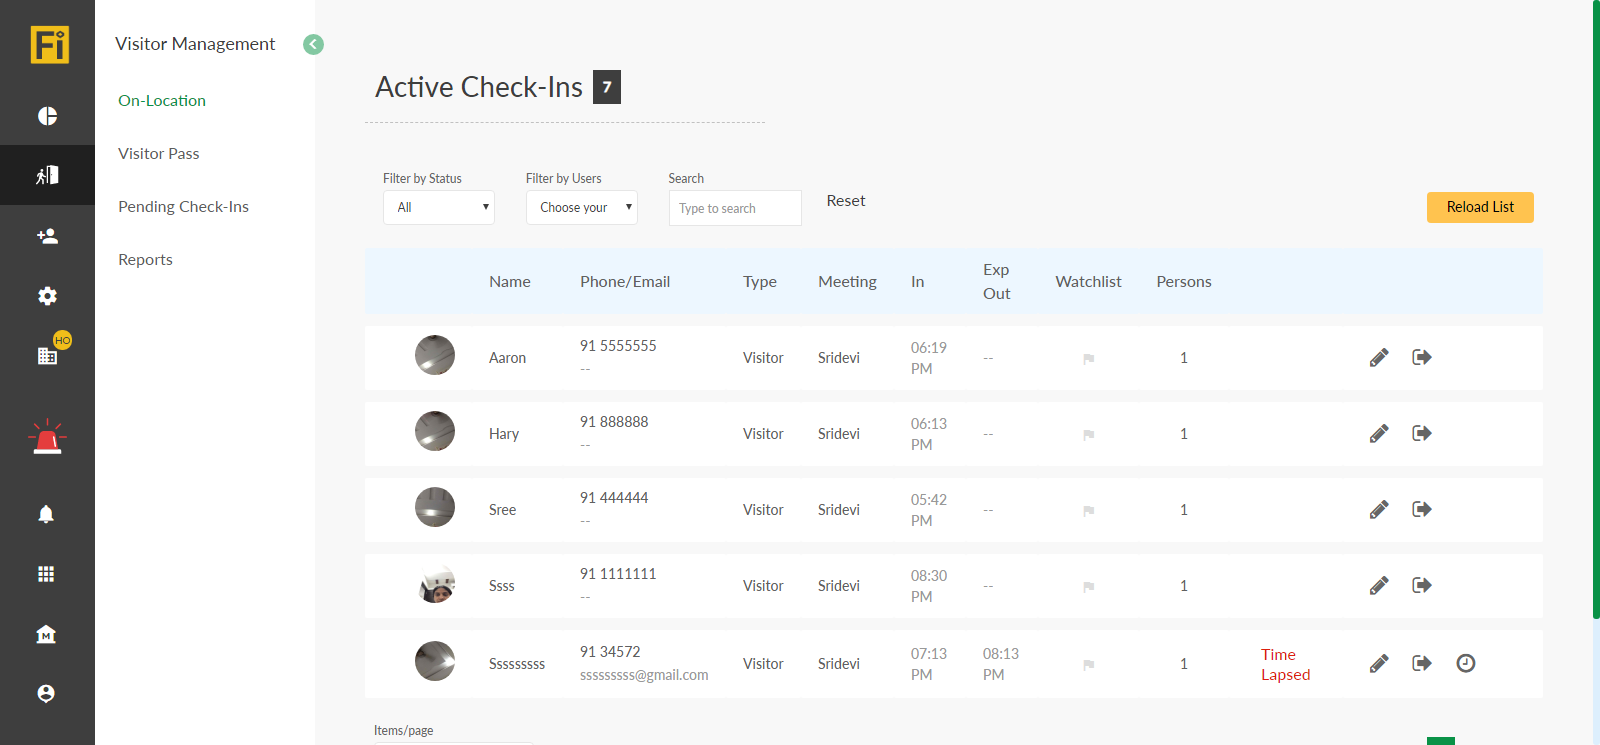 Fi
Visitor Management
On-Location
Visitor Pass
Pending Check-Ins
Reports
HO
M
Active Check-Ins 7
Filter by Status Filter by Users Search
All Choose your Type to search Reset Reload List
Name Phone/Email Type Meeting In Exp Out Watchlist Persons
Aaron 91 5555555 -- Visitor Sridevi 06:19 PM -- 1
Hary 91 888888 -- Visitor Sridevi 06:13 PM -- 1
Sree 91 444444 -- Visitor Sridevi 05:42 PM -- 1
Ssss 91 1111111 -- Visitor Sridevi 08:30 PM -- 1
Sssssssss 91 34572 sssssssss@gmail.com Visitor Sridevi 07:13 PM 08:13 PM 1 Time Lapsed
Items/page